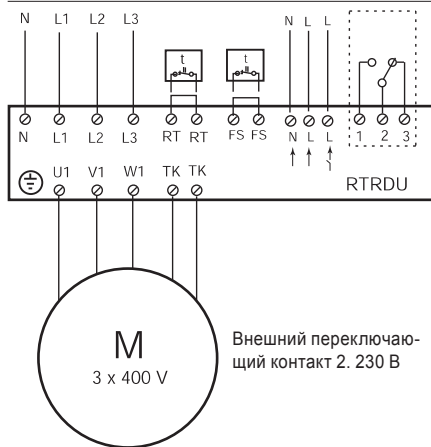 N L1 L2 L3 N L L
t t
N L1 L2 L3 RT RT FS FS N L L 1 2 3
U1 V1 W1 TK TK RTRDU
M
3 x 400 V
Внешний переключаю-
щий контакт 2. 230 В